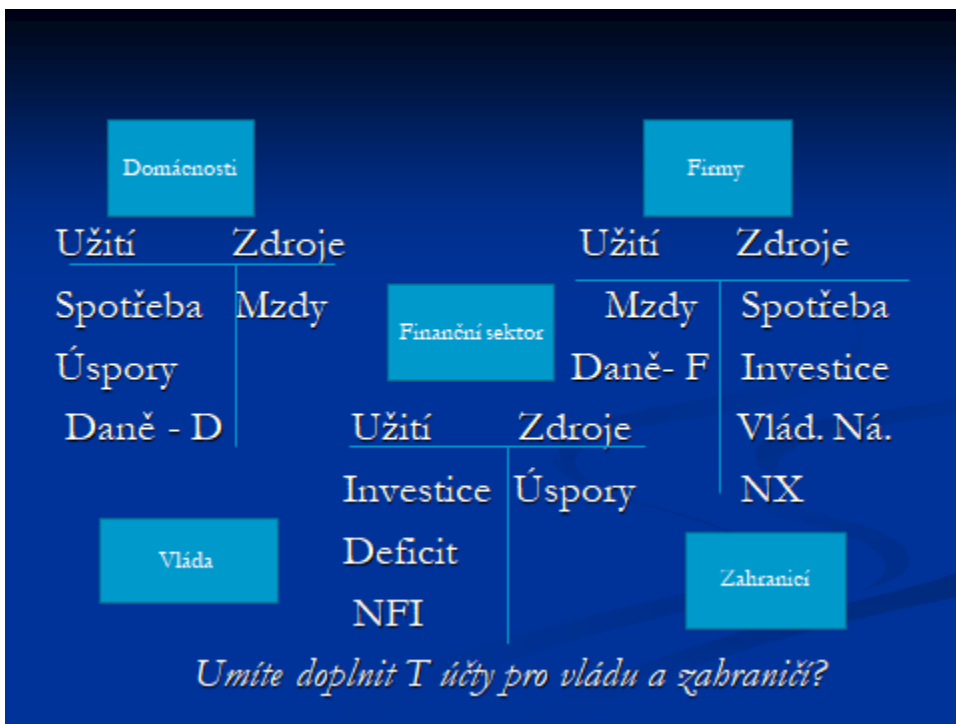 Domácnosti
Užití Zdroje
Spotřeba Mzdy
Úspory
Daně - D
Firmy
Užití Zdroje
Mzdy Spotřeba
Daně- F Investice
Vlád. Ná.
NX
Finanční sektor
Užití Zdroje
Investice Úspory
Deficit
NFI
Vláda
Zahranicí
Umíte doplnit T účty pro vládu a zahraničí?